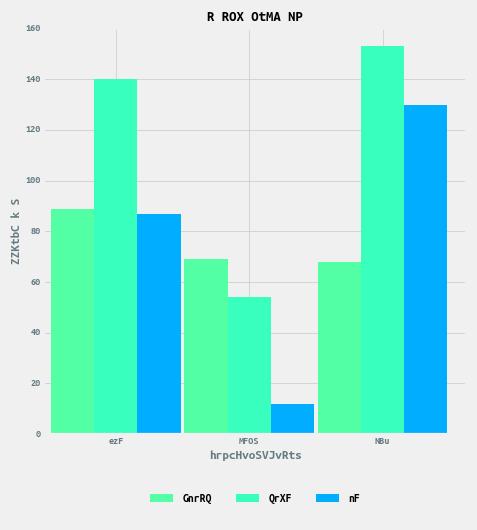 R ROX OtMA NP
160
140
120
100
80
60
40
20
0
ZZKtbC k S
ezF MFOS NBu
hrpcHvoSVJvRts
GnrRQ QrXF nF